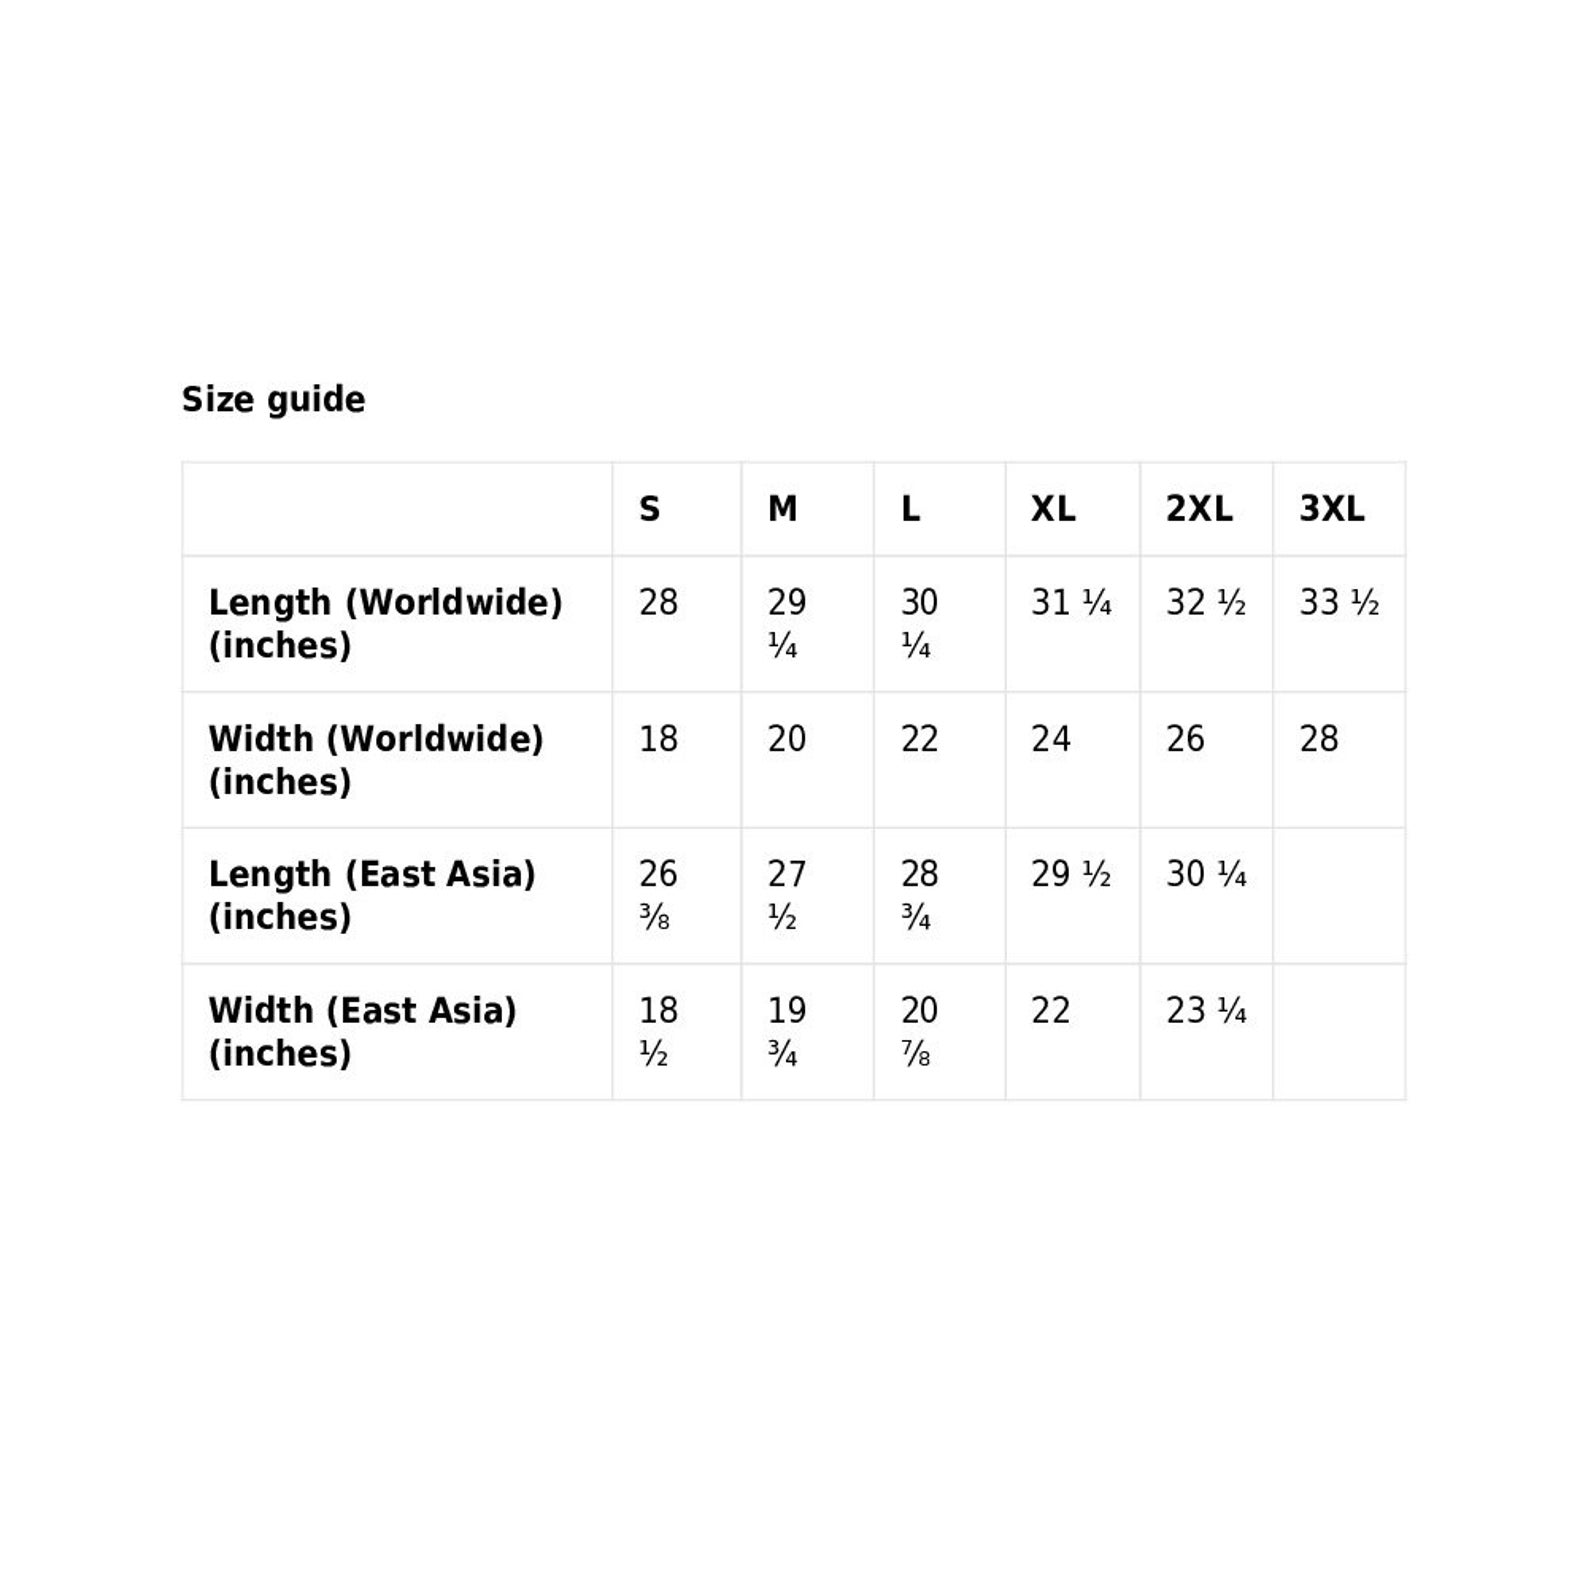 Size guide
S M L XL 2XL 3XL
Length (Worldwide) (inches) 28 29 ¼ 30 ¼ 31 ¼ 32 ½ 33 ½
Width (Worldwide) (inches) 18 20 22 24 26 28
Length (East Asia) (inches) 26 ⅜ 27 ½ 28 ¾ 29 ½ 30 ¼
Width (East Asia) (inches) 18 ½ 19 ¾ 20 ⅞ 22 23 ¼